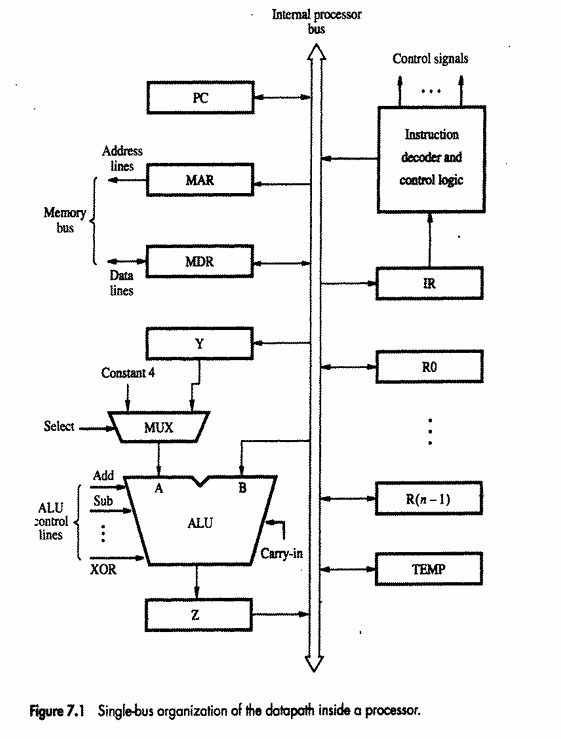 Internal processor
bus
Control signals
...
PC
Instruction
decoder and
control logic
Address
lines
MAR
Memory
bus
MDR
Data
lines
IR
Y
Constant 4
R0
Select
MUX
Add
A
B
ALU
control
lines
Sub
ALU
R(n – 1)
Carry-in
XOR
TEMP
Z
Figure 7.1 Single-bus organization of the datapath inside a processor.